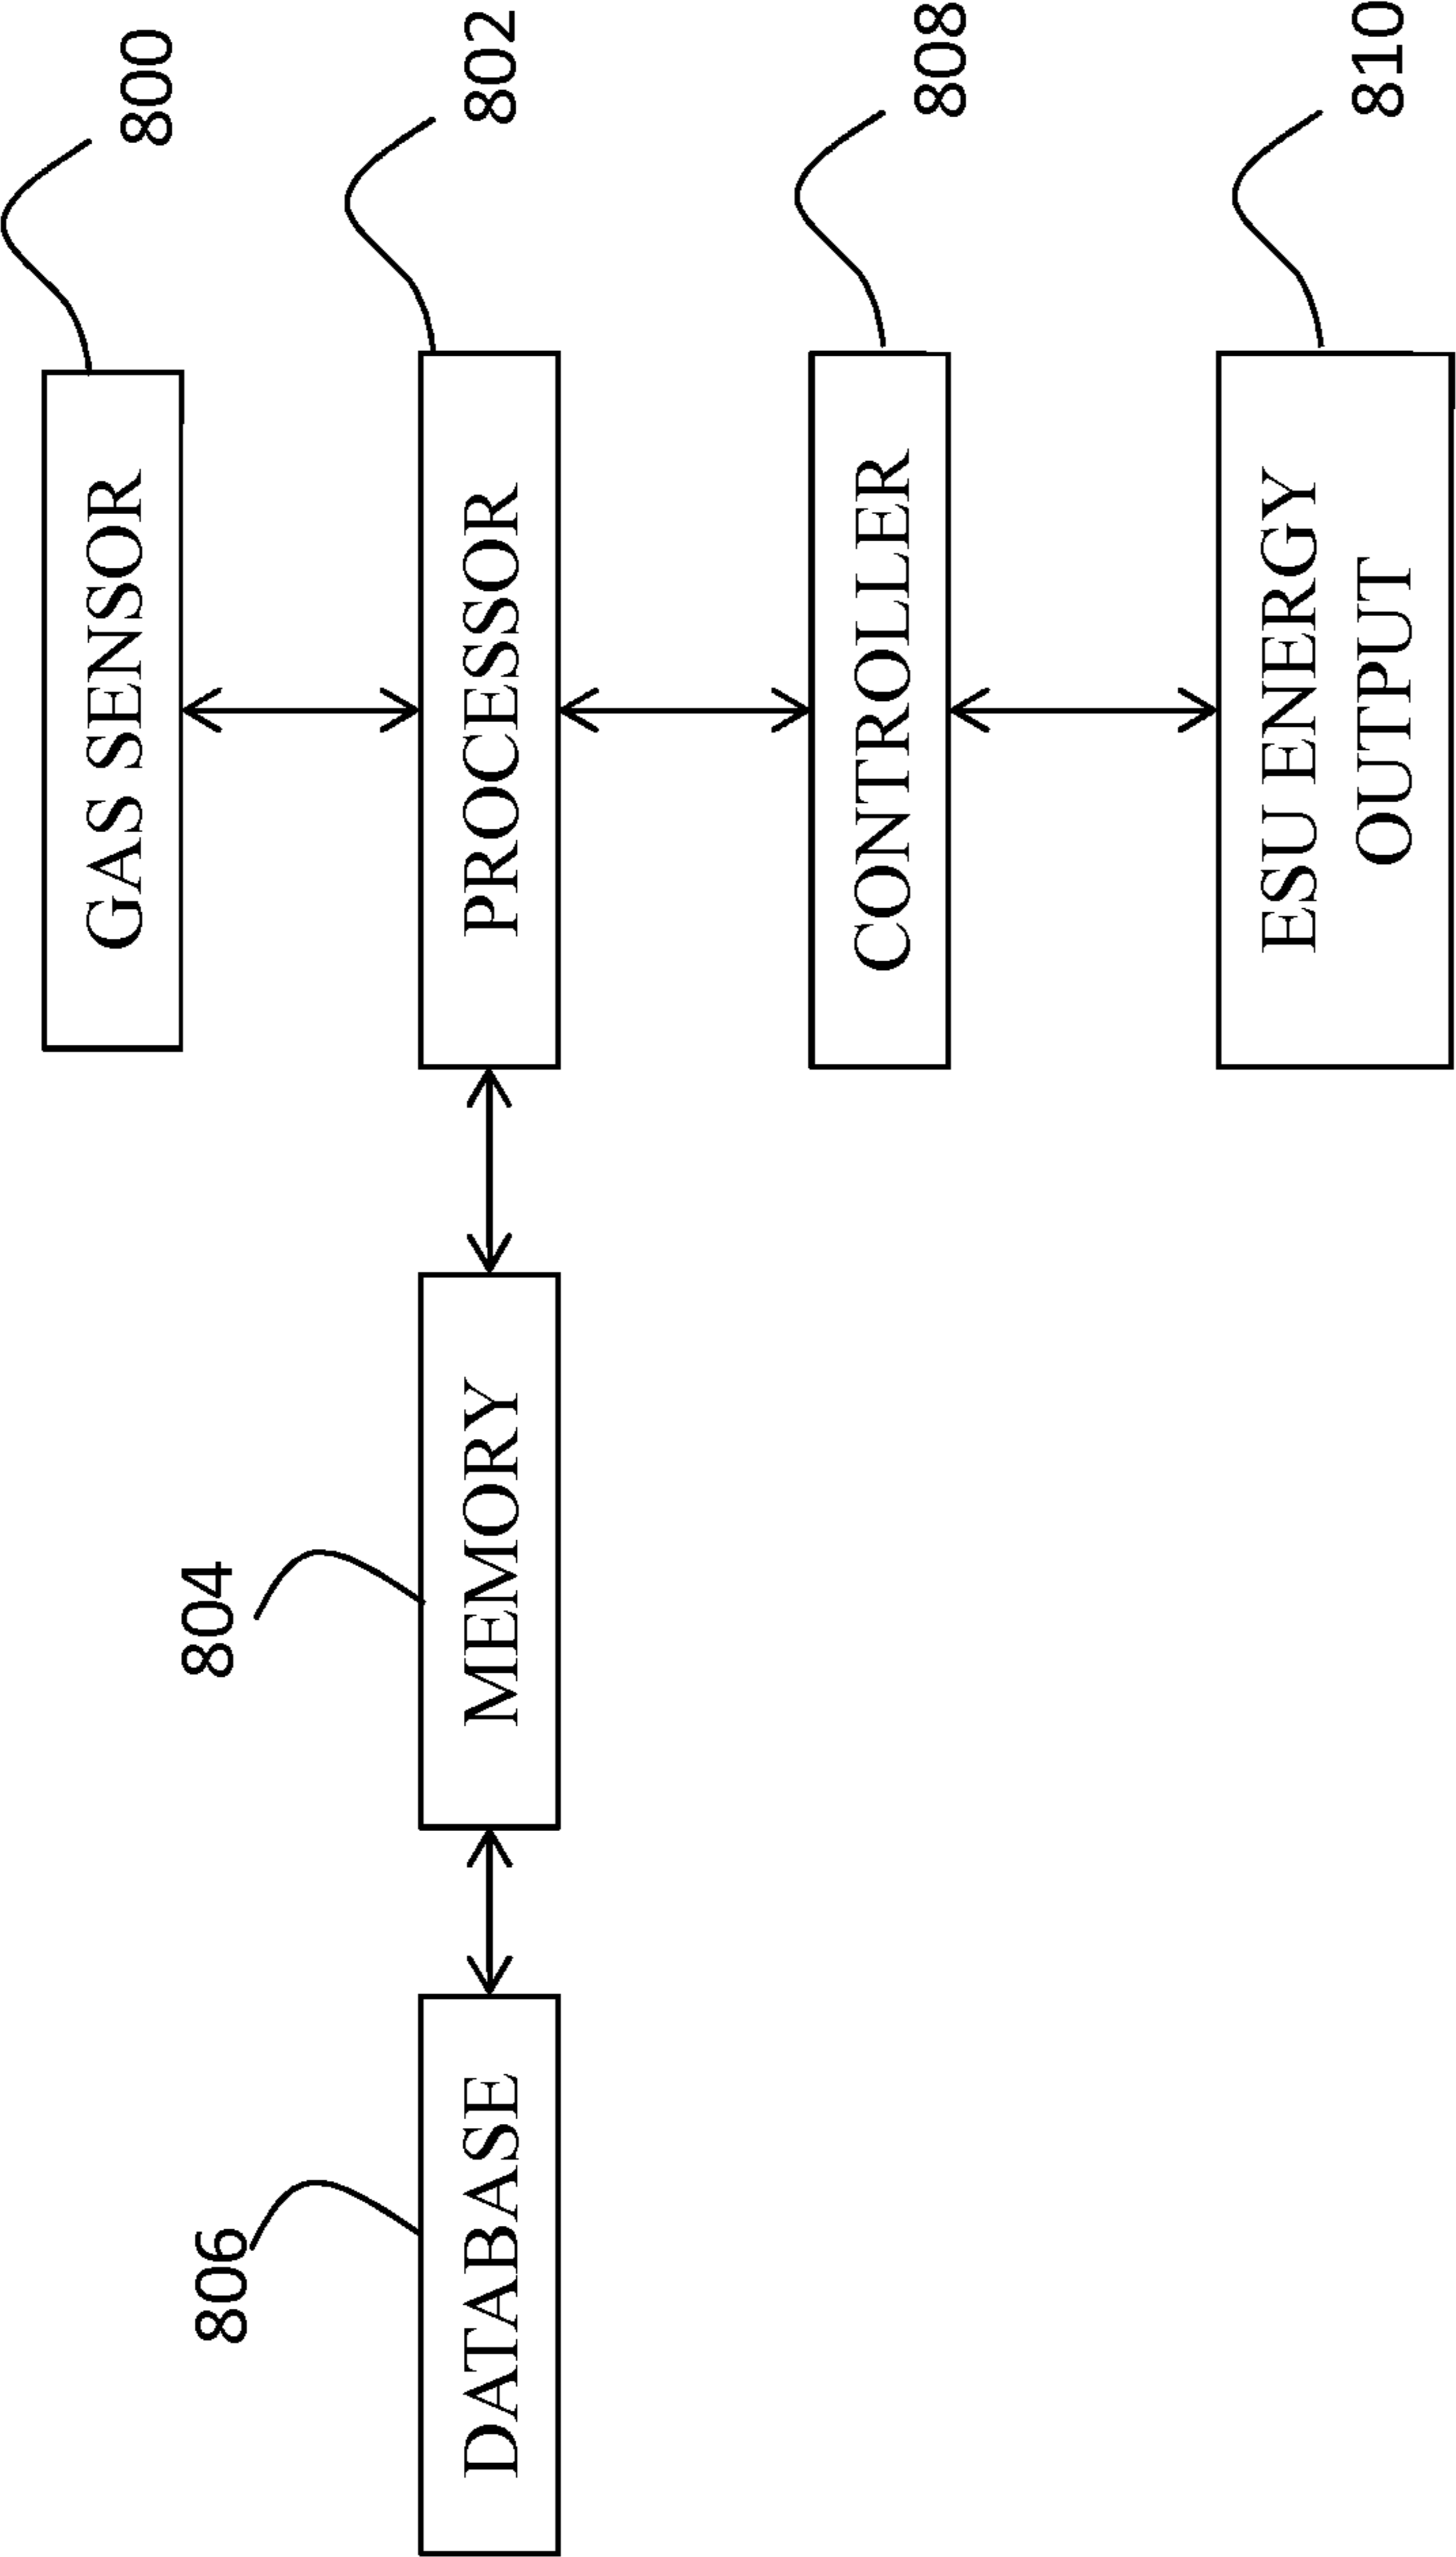 GAS SENSOR
800
806
804
DATABASE
MEMORY
PROCESSOR
802
CONTROLLER
808
ESU ENERGY
OUTPUT
810